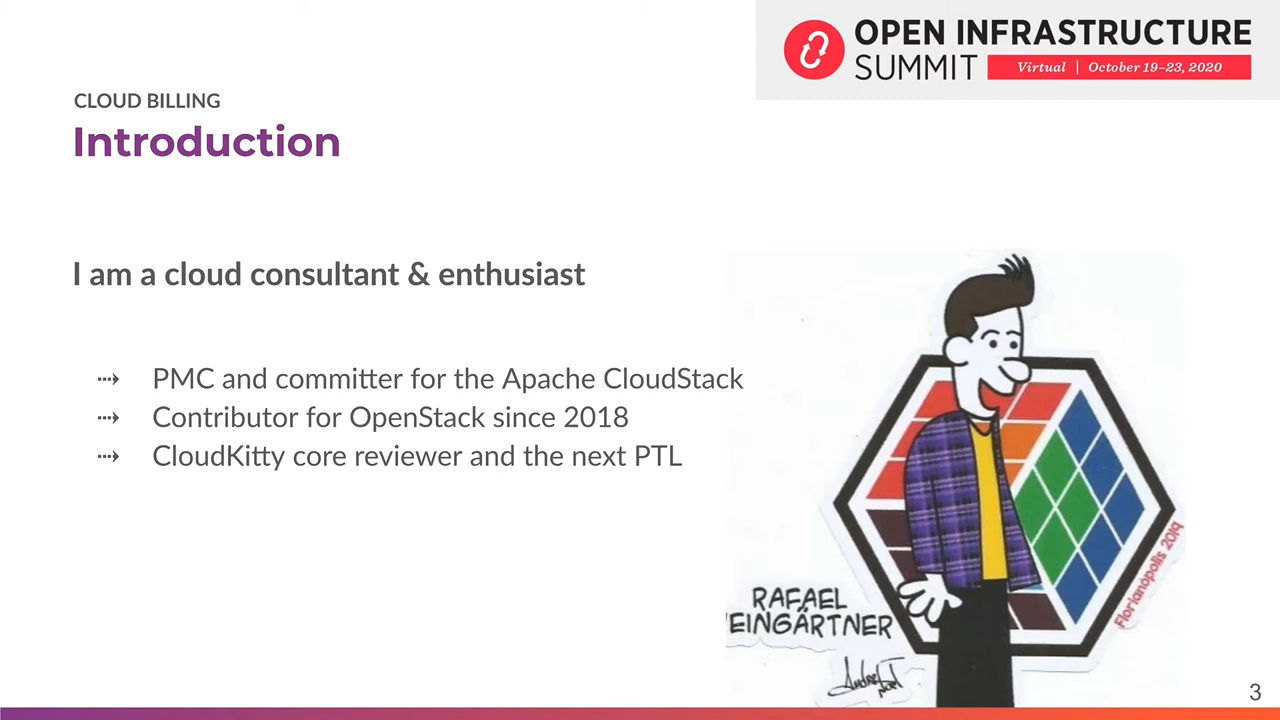 OPEN INFRASTRUCTURE
SUMMIT
Virtual | October 19–23, 2020
CLOUD BILLING
Introduction
I am a cloud consultant & enthusiast
⇢ PMC and committer for the Apache CloudStack
⇢ Contributor for OpenStack since 2018
⇢ CloudKitty core reviewer and the next PTL
Florianópolis 2019
RAFAEL
EINGÄRTNER
3